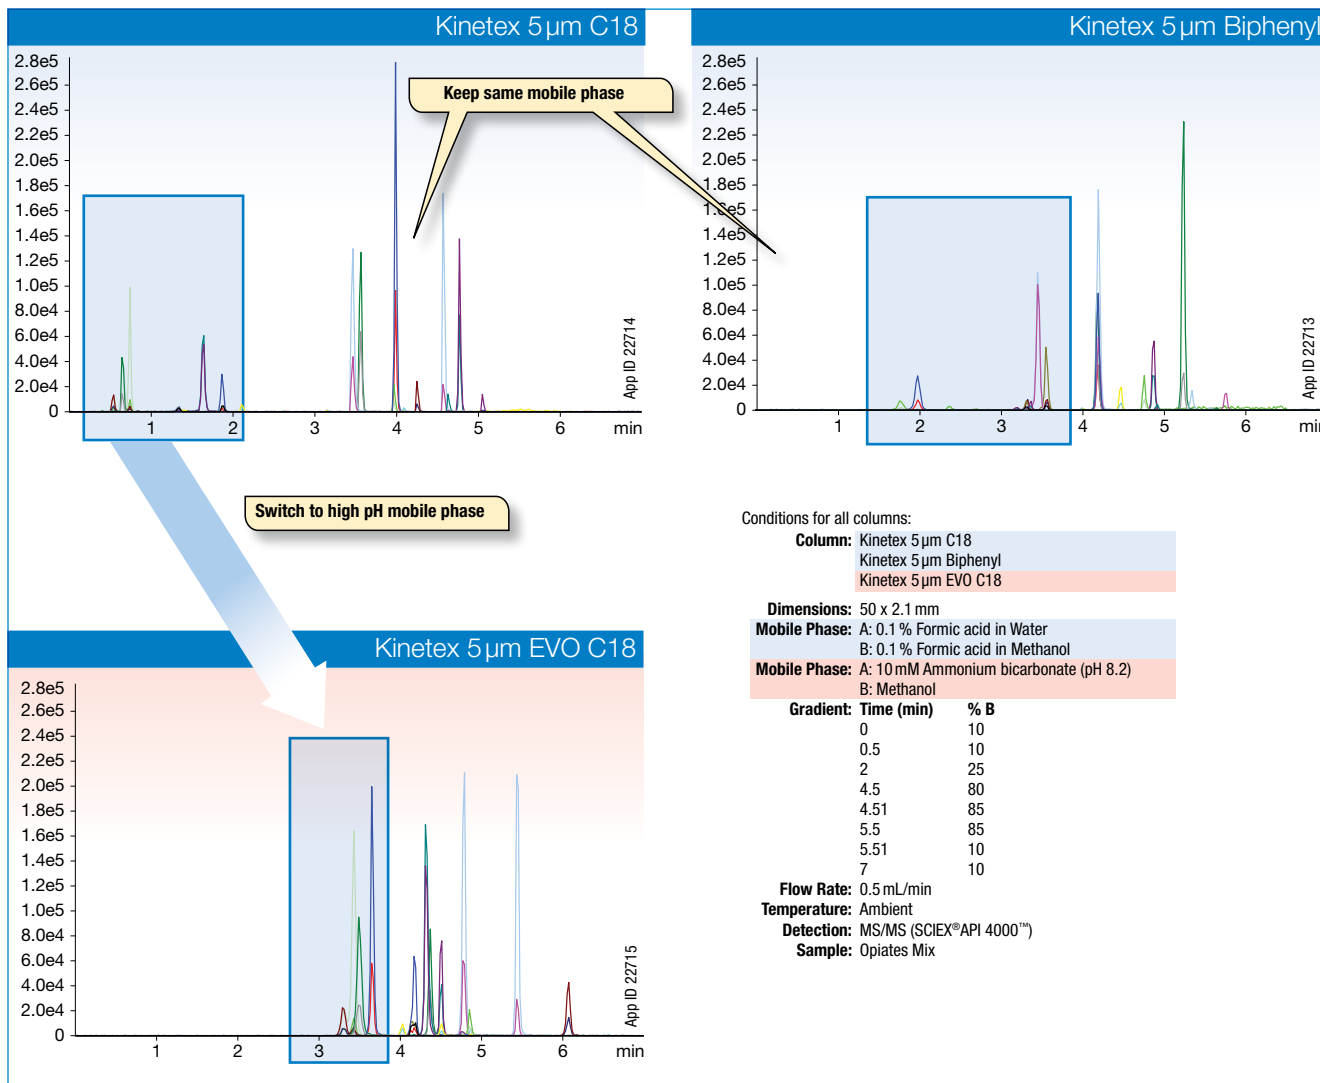 Kinetex 5 µm C18
2.8e5
2.6e5
2.4e5
2.2e5
2.0e5
1.8e5
1.6e5
1.4e5
1.2e5
1.0e5
8.0e4
6.0e4
4.0e4
2.0e4
0
1 2 3 4 5 6 min
App ID 22714
Keep same mobile phase
Kinetex 5 µm Biphenyl
2.8e5
2.6e5
2.4e5
2.2e5
2.0e5
1.8e5
1.6e5
1.4e5
1.2e5
1.0e5
8.0e4
6.0e4
4.0e4
2.0e4
0
1 2 3 4 5 6 min
App ID 22713
Switch to high pH mobile phase
Kinetex 5 µm EVO C18
2.8e5
2.6e5
2.4e5
2.2e5
2.0e5
1.8e5
1.6e5
1.4e5
1.2e5
1.0e5
8.0e4
6.0e4
4.0e4
2.0e4
0
1 2 3 4 5 6 min
App ID 22715
Conditions for all columns:
Column: Kinetex 5 µm C18
Kinetex 5 µm Biphenyl
Kinetex 5 µm EVO C18
Dimensions: 50 x 2.1 mm
Mobile Phase: A: 0.1 % Formic acid in Water
B: 0.1 % Formic acid in Methanol
Mobile Phase: A: 10 mM Ammonium bicarbonate (pH 8.2)
B: Methanol
Gradient: Time (min) % B
0 10
0.5 10
2 25
4.5 80
4.51 85
5.5 85
5.51 10
7 10
Flow Rate: 0.5 mL/min
Temperature: Ambient
Detection: MS/MS (SCIEX® API 4000™)
Sample: Opiates Mix